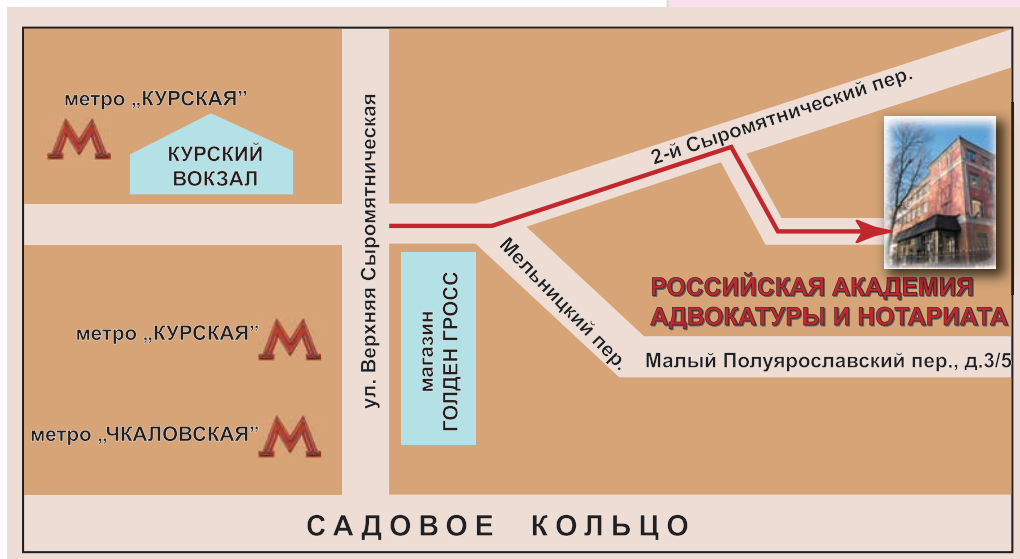 метро „КУРСКАЯ”
КУРСКИЙ
ВОКЗАЛ
ул. Верхняя Сыромятническая
2-й Сыромятнический пер.
Мельницкий пер.
РОССИЙСКАЯ АКАДЕМИЯ
АДВОКАТУРЫ И НОТАРИАТА
Малый Полуярославский пер., д.3/5
магазин
ГОЛДЕН ГРОСС
метро „КУРСКАЯ”
метро „ЧКАЛОВСКАЯ”
САДОВОЕ КОЛЬЦО